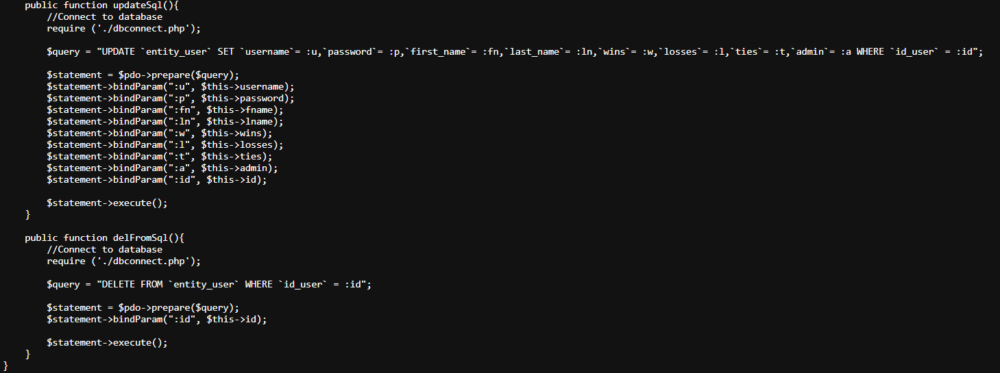 public function updateSql(){
//Connect to database
require ('./dbconnect.php');
$query = "UPDATE `entity_user` SET `username`= :u,`password`= :p,`first_name`= :fn,`last_name`= :ln,`wins`= :w,`losses`= :l,`ties`= :t,`admin`= :a WHERE `id_user` = :id";
$statement = $pdo->prepare($query);
$statement->bindParam(":u", $this->username);
$statement->bindParam(":p", $this->password);
$statement->bindParam(":fn", $this->fname);
$statement->bindParam(":ln", $this->lname);
$statement->bindParam(":w", $this->wins);
$statement->bindParam(":l", $this->losses);
$statement->bindParam(":t", $this->ties);
$statement->bindParam(":a", $this->admin);
$statement->bindParam(":id", $this->id);
$statement->execute();
}
public function delFromSql(){
//Connect to database
require ('./dbconnect.php');
$query = "DELETE FROM `entity_user` WHERE `id_user` = :id";
$statement = $pdo->prepare($query);
$statement->bindParam(":id", $this->id);
$statement->execute();
}
}